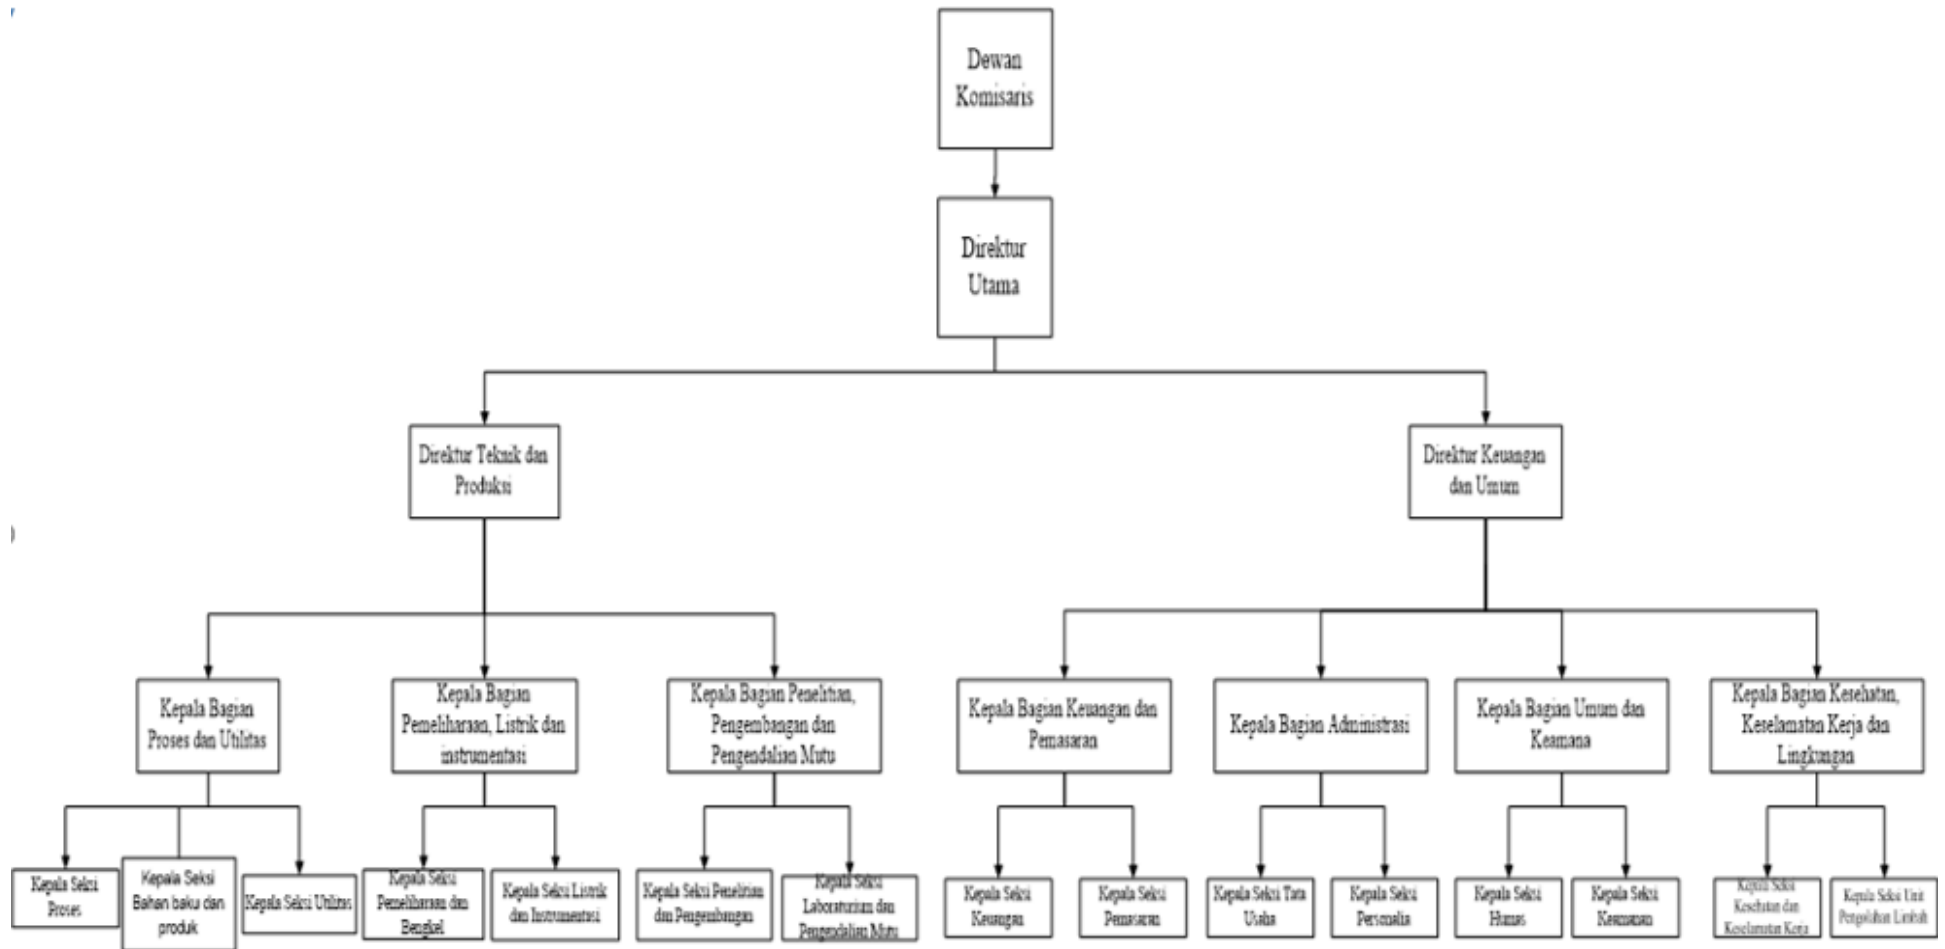 Dewan
Komisaris
Direktur
Utama
Direktur Teknik dan
Produksi
Direktur Keuangan
dan Umum
Kepala Bagian
Proses dan Utilitas
Kepala Bagian
Pemeliharaan, Listrik dan
instrumentasi
Kepala Bagian Penelitian,
Pengembangan dan
Pengendalian Mutu
Kepala Bagian Keuangan dan
Pemasaran
Kepala Bagian Administrasi
Kepala Bagian Umum dan
Keamana
Kepala Bagian Kesehatan,
Keselamatan Kerja dan
Lingkungan
Kepala Seksi
Proses
Kepala Seksi
Bahan baku dan
produk
Kepala Seksi Utilitas
Kepala Seksi
Pemeliharaan dan
Bengkel
Kepala Seksi Listrik
dan Instrumentasi
Kepala Seksi Penelitian
dan Pengembangan
Kepala Seksi
Laboraturium dan
Pengendalian Mutu
Kepala Seksi
Keuangan
Kepala Seksi
Pemasaran
Kepala Seksi Tata
Usaha
Kepala Seksi
Personalia
Kepala Seksi
Humas
Kepala Seksi
Keamanan
Kepala Seksi
Kesehatan dan
Keselamatan Kerja
Kepala Seksi Unit
Pengolahan Limbah